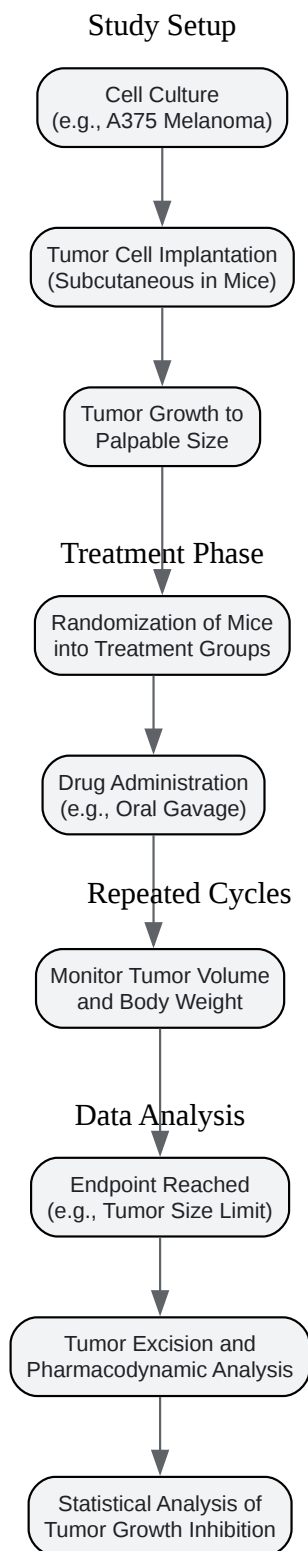 Study Setup
Cell Culture
(e.g., A375 Melanoma)
Tumor Cell Implantation
(Subcutaneous in Mice)
Tumor Growth to
Palpable Size
Treatment Phase
Randomization of Mice
into Treatment Groups
Drug Administration
(e.g., Oral Gavage)
Repeated Cycles
Monitor Tumor Volume
and Body Weight
Data Analysis
Endpoint Reached
(e.g., Tumor Size Limit)
Tumor Excision and
Pharmacodynamic Analysis
Statistical Analysis of
Tumor Growth Inhibition